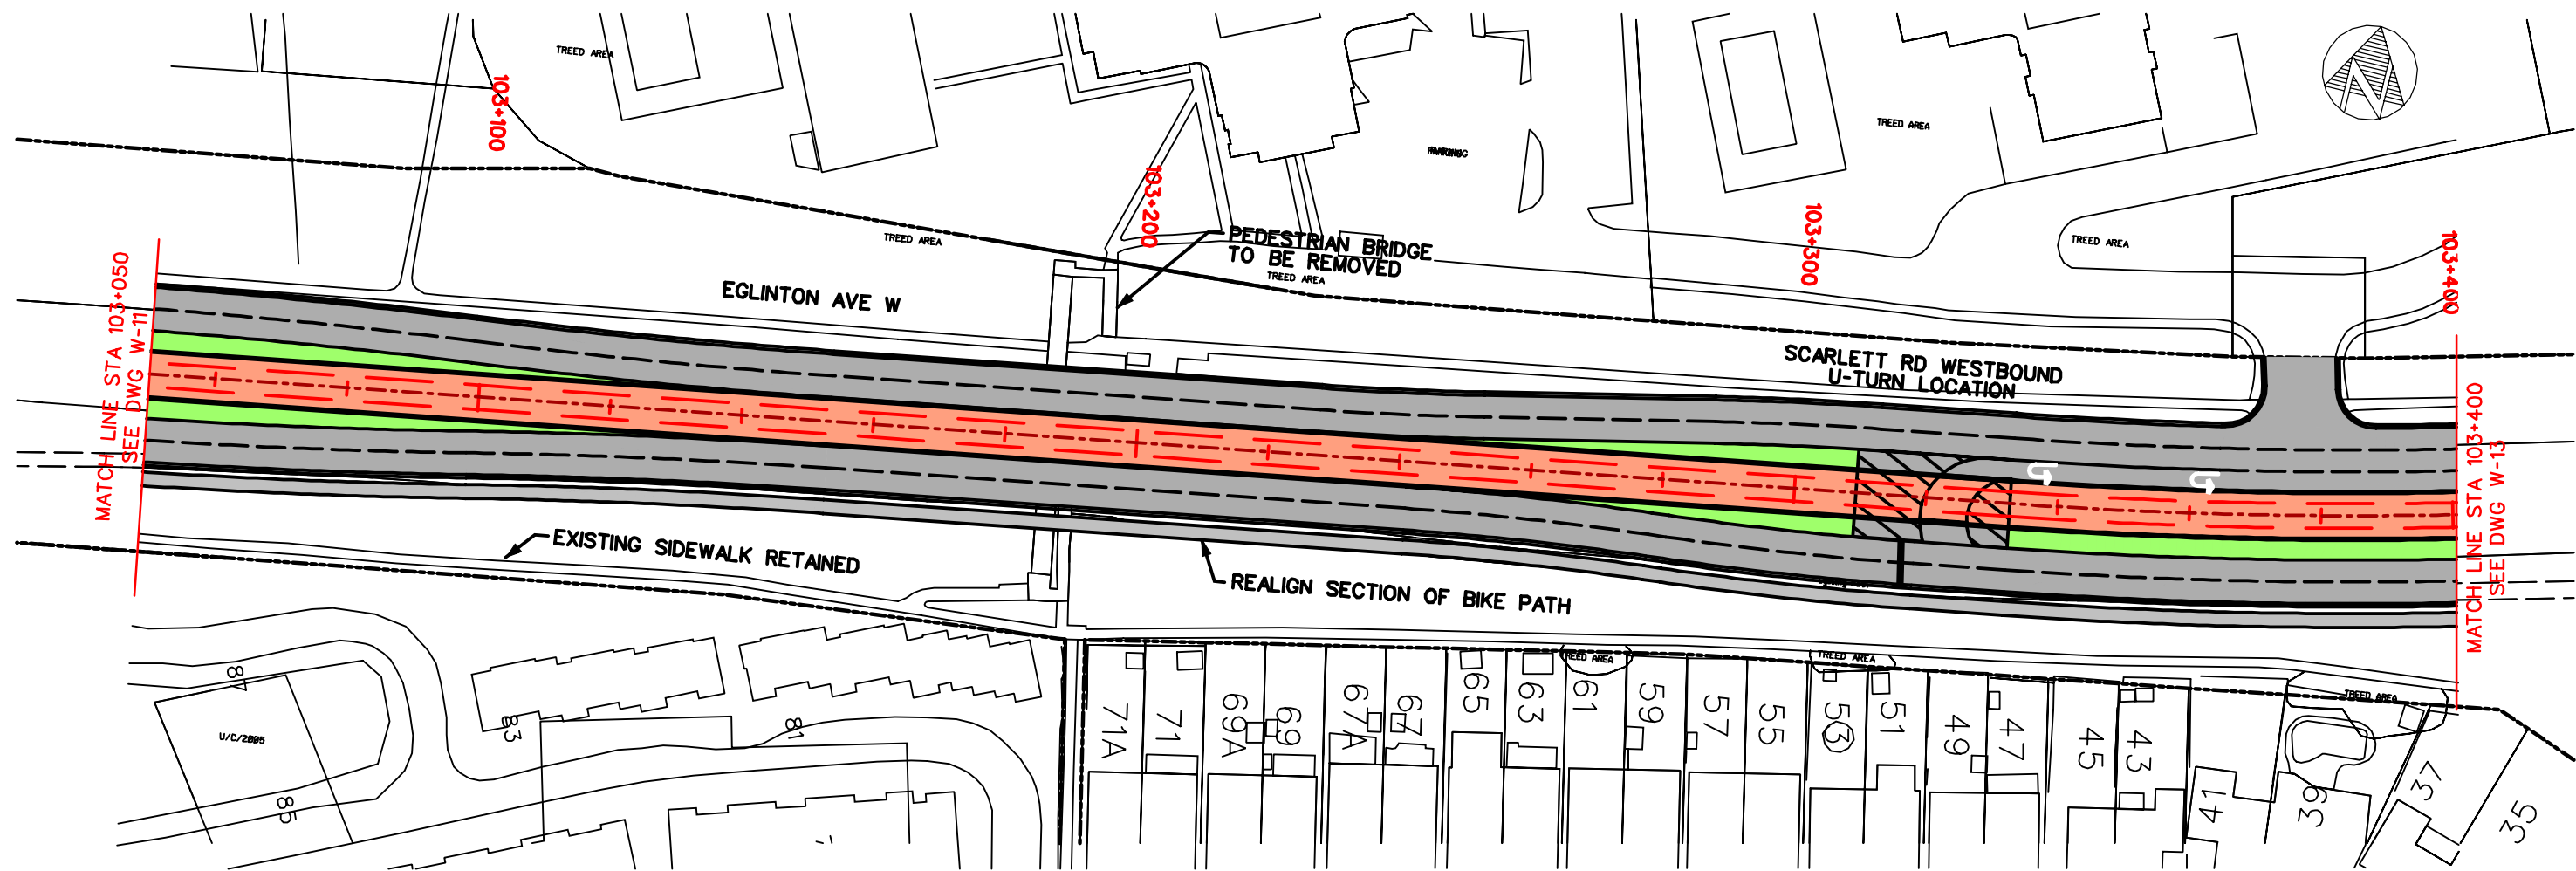 TREED AREA
103+100
TREED AREA
N
103+200
TREED AREA
PEDESTRIAN BRIDGE
TO BE REMOVED
TREED AREA
103+300
TREED AREA
103+400
MATCH LINE STA 103+050
SEE DWG W-11
EGLINTON AVE W
SCARLETT RD WESTBOUND
U-TURN LOCATION
MATCH LINE STA 103+400
SEE DWG W-13
EXISTING SIDEWALK RETAINED
REALIGN SECTION OF BIKE PATH
TREED AREA
TREED AREA
TREED AREA
87
83
81
U/C/2005
85
71A
71
69A
69
67A
67
65
63
61
59
57
55
53
51
49
47
45
43
41
39
37
35